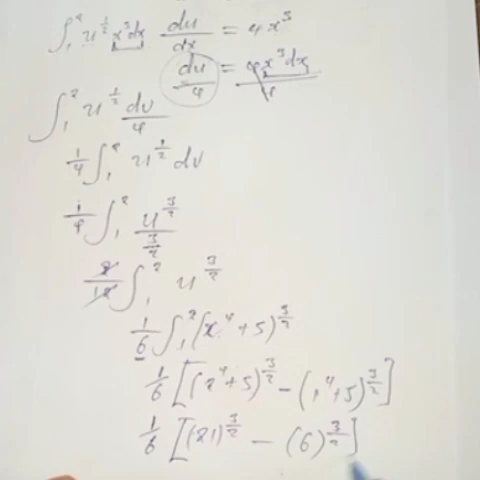 ∫₁² u^{1/2} x³dx   du/dx = 4x³
du/4 = 4x³dx/4
∫₁² u^{1/2} du/4
1/4 ∫₁² u^{1/2} du
1/4 ∫₁² u^{3/2} / 3/2
2/12 ∫₁² u^{3/2}
1/6 ∫₁² (x⁴+5)^{3/2}
1/6 [(2⁴+5)^{3/2} − (1⁴+5)^{3/2}]
1/6 [(21)^{3/2} − (6)^{3/2}]